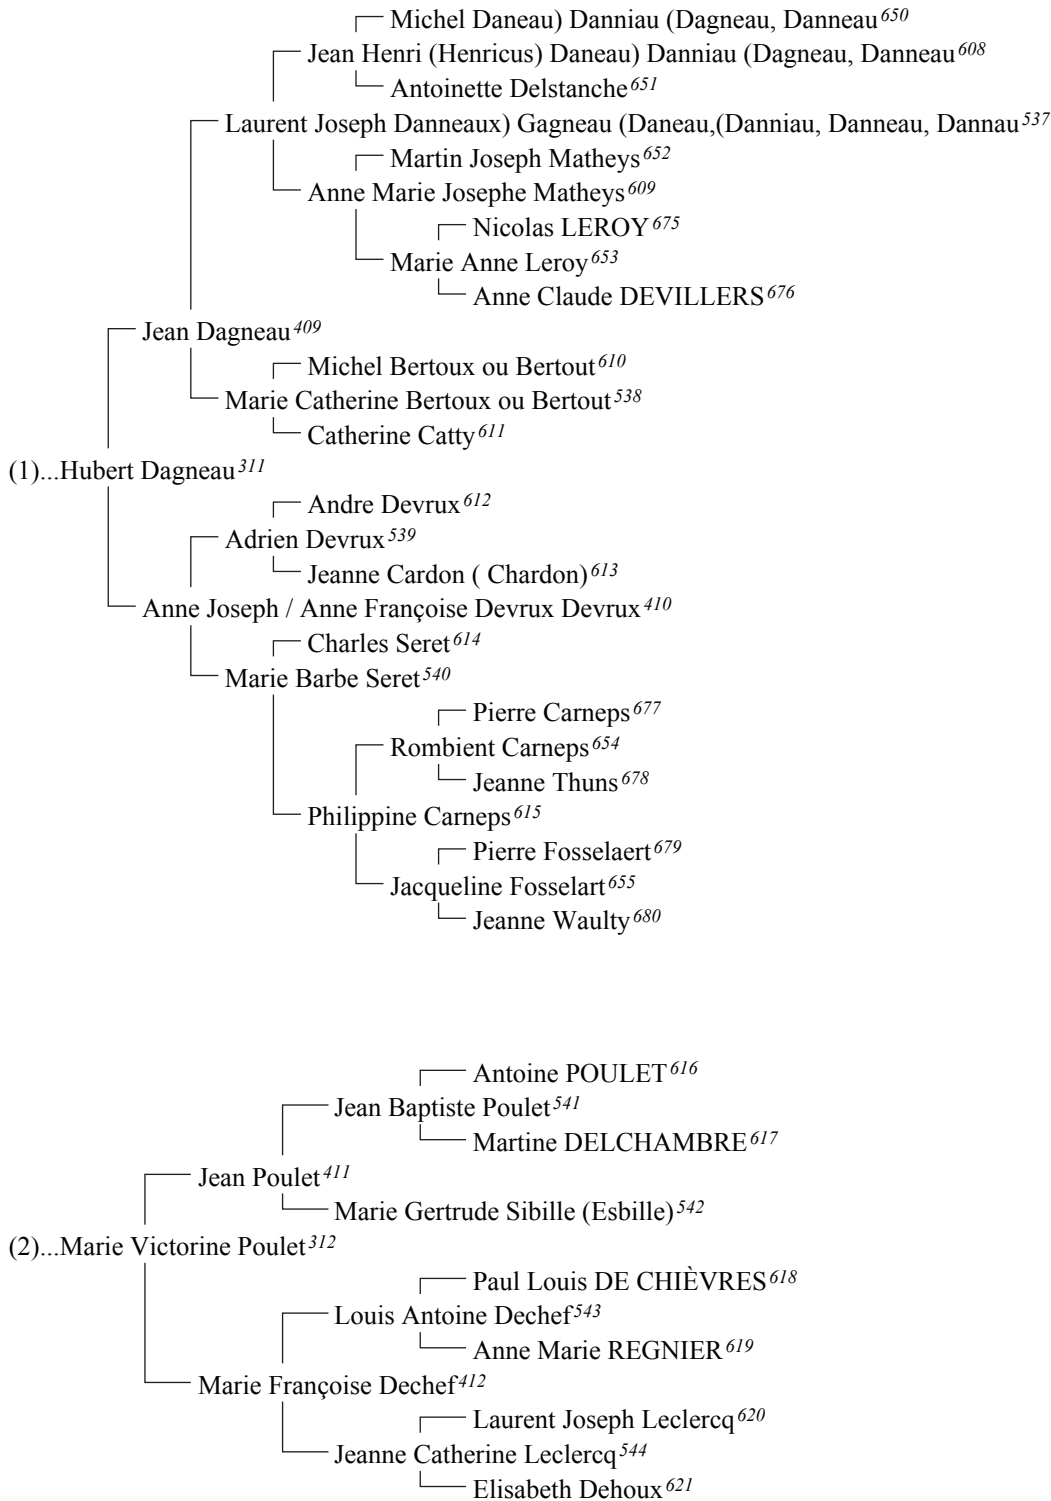 Michel Daneau) Danniau (Dagneau, Danneau 650
Jean Henri (Henricus) Daneau) Danniau (Dagneau, Danneau 608
Antoinette Delstanche 651
Laurent Joseph Danneaux) Gagneau (Daneau,(Danniau, Danneau, Dannau 537
Martin Joseph Matheys 652
Anne Marie Josephe Matheys 609
Nicolas LEROY 675
Marie Anne Leroy 653
Anne Claude DEVILLERS 676
Jean Dagneau 409
Michel Bertoux ou Bertout 610
Marie Catherine Bertoux ou Bertout 538
Catherine Catty 611
(1)...Hubert Dagneau 311
Andre Devrux 612
Adrien Devrux 539
Jeanne Cardon ( Chardon) 613
Anne Joseph / Anne Françoise Devrux Devrux 410
Charles Seret 614
Marie Barbe Seret 540
Pierre Carneps 677
Rombient Carneps 654
Jeanne Thuns 678
Philippine Carneps 615
Pierre Fosselaert 679
Jacqueline Fosselart 655
Jeanne Waulty 680
Antoine POULET 616
Jean Baptiste Poulet 541
Martine DELCHAMBRE 617
Jean Poulet 411
Marie Gertrude Sibille (Esbille) 542
(2)...Marie Victorine Poulet 312
Paul Louis DE CHIÈVRES 618
Louis Antoine Dechef 543
Anne Marie REGNIER 619
Marie Françoise Dechef 412
Laurent Joseph Leclercq 620
Jeanne Catherine Leclercq 544
Elisabeth Dehoux 621